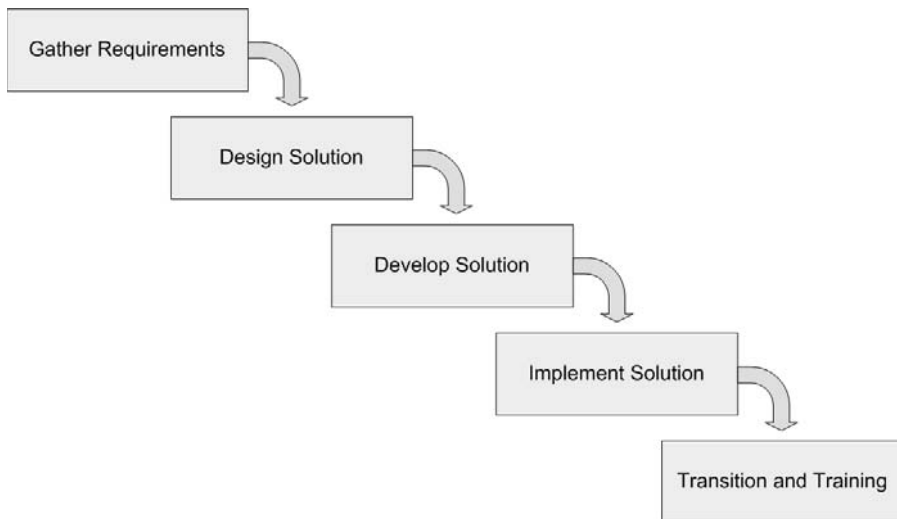 Gather Requirements
Design Solution
Develop Solution
Implement Solution
Transition and Training